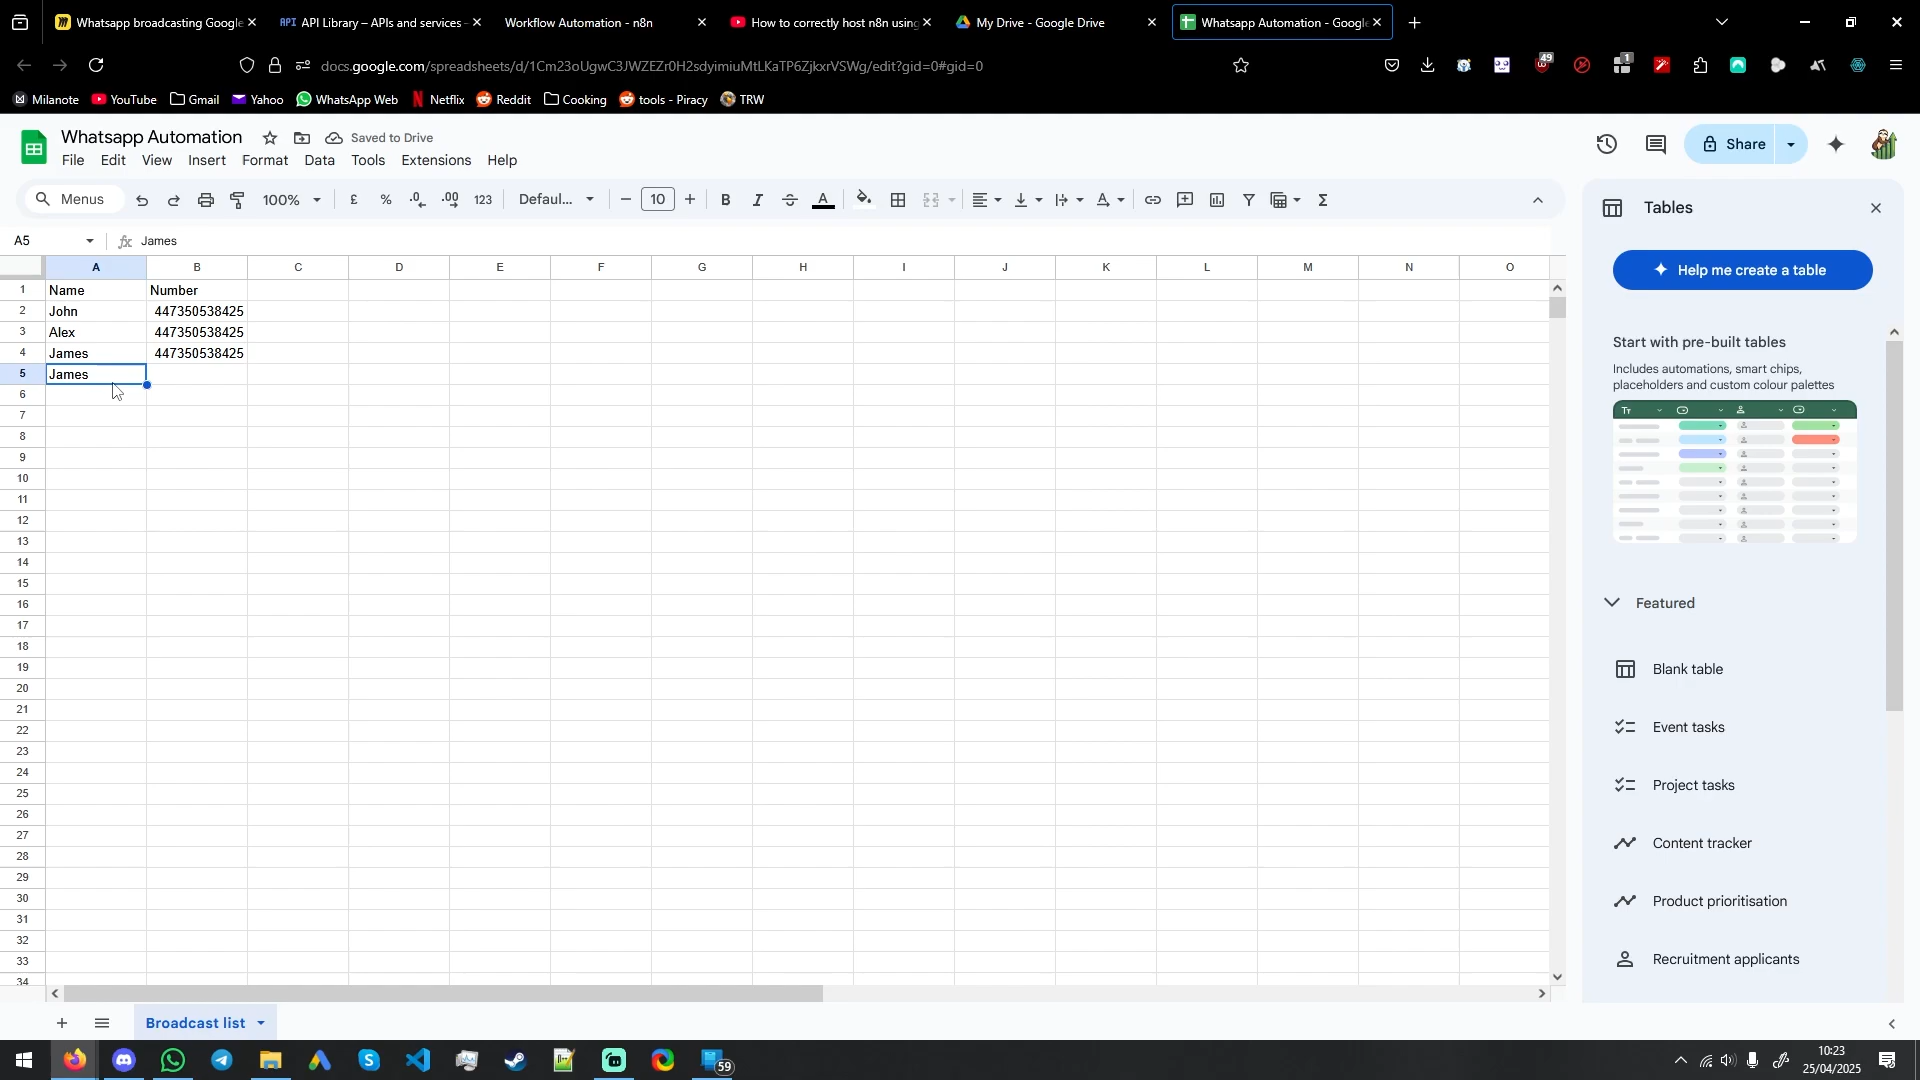 Whatsapp broadcasting Google
API Library – APIs and services -
Workflow Automation - n8n
How to correctly host n8n using
My Drive - Google Drive
Whatsapp Automation - Google
docs.google.com/spreadsheets/d/1Cm23oUgwC3JWZEZr0H2sdyimiuMtLKaTP6ZjkxrVSWg/edit?gid=0#gid=0
49
1
Milanote
YouTube
Gmail
Yahoo
WhatsApp Web
Netflix
Reddit
Cooking
tools - Piracy
TRW
Whatsapp Automation
Saved to Drive
File Edit View Insert Format Data Tools Extensions Help
Share
Menus
100%
£ % .0 .00 123
Defaul...
10
B I A
Σ
A5
fx James
A B C D E F G H I J K L M N O
1 Name Number
2 John 447350538425
3 Alex 447350538425
4 James 447350538425
5 James
6
7
8
9
10
11
12
13
14
15
16
17
18
19
20
21
22
23
24
25
26
27
28
29
30
31
32
33
34
Tables
Help me create a table
Start with pre-built tables
Includes automations, smart chips,
placeholders and custom colour palettes
Tт
Featured
Blank table
Event tasks
Project tasks
Content tracker
Product prioritisation
Recruitment applicants
Broadcast list
59
10:23
25/04/2025